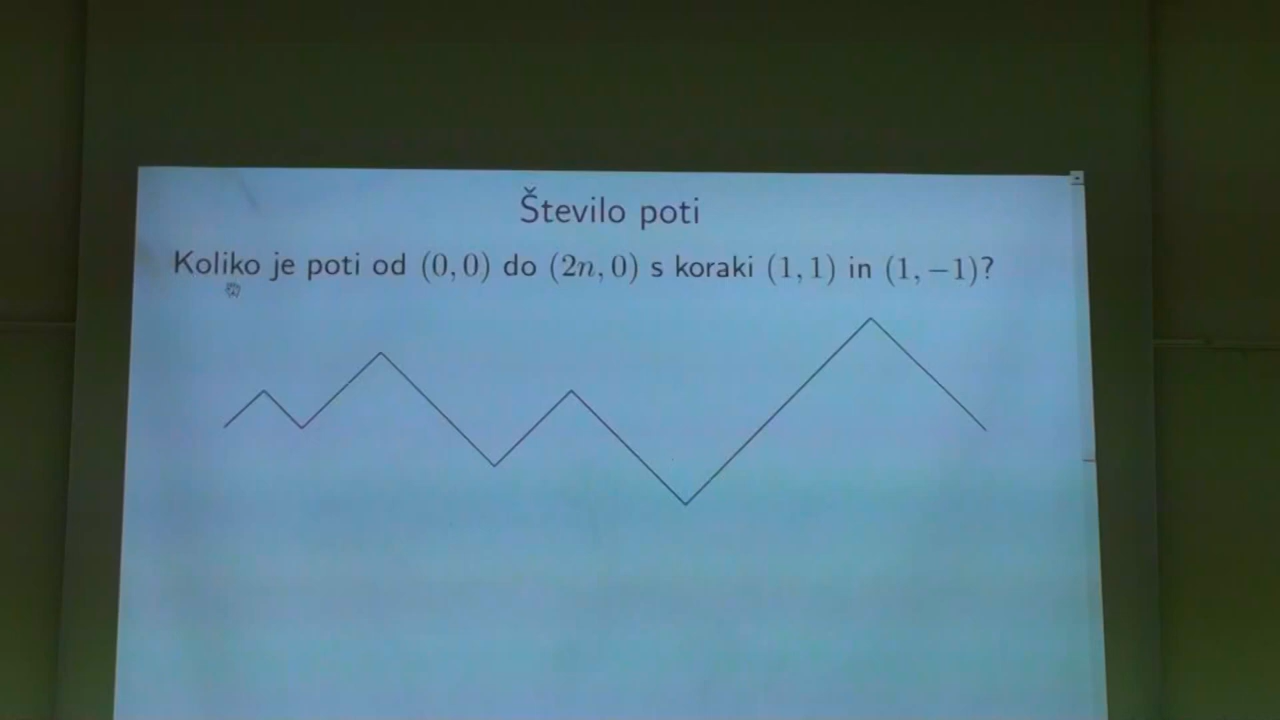 Število poti
Koliko je poti od (0, 0) do (2n, 0) s koraki (1, 1) in (1, −1)?